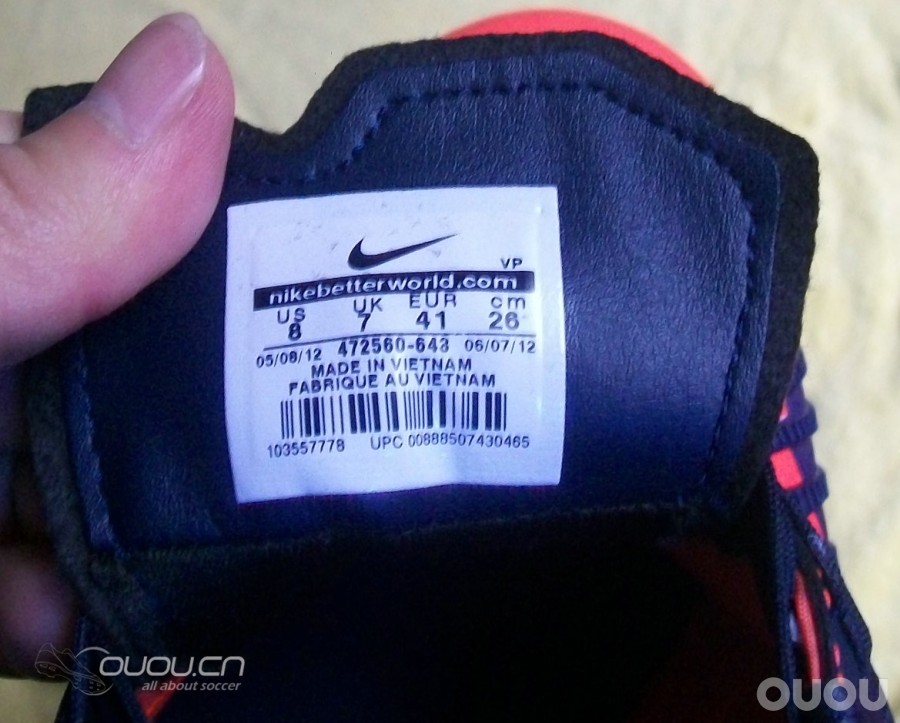 VP
nikebetterworld.com
US UK EUR cm
8 7 41 26
05/08/12 472560-643 06/07/12
MADE IN VIETNAM
FABRIQUE AU VIETNAM
103557778 UPC 00888507430465
OUOU.CN
all about soccer
OUOU